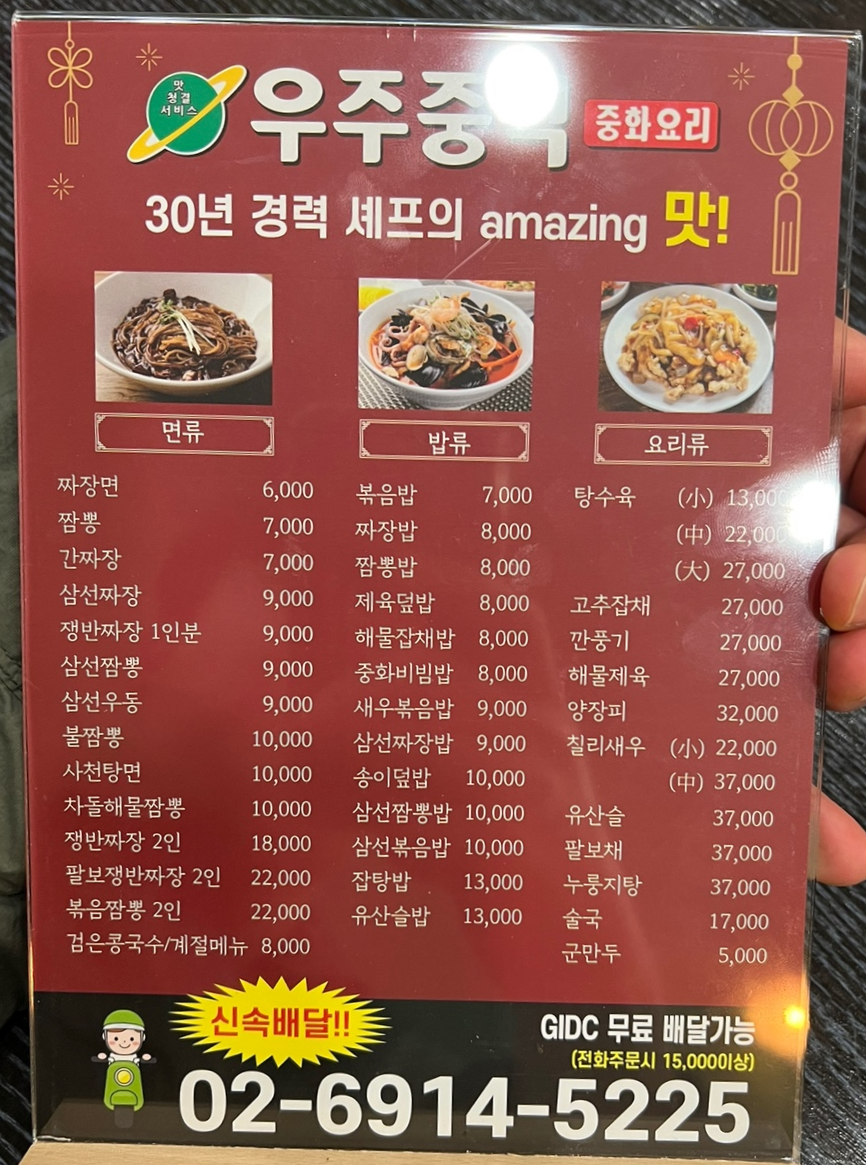 맛
청결
서비스
우주중식 중화요리
30년 경력 셰프의 amazing 맛!
면류
짜장면 6,000
짬뽕 7,000
간짜장 7,000
삼선짜장 9,000
쟁반짜장 1인분 9,000
삼선짬뽕 9,000
삼선우동 9,000
불짬뽕 10,000
사천탕면 10,000
차돌해물짬뽕 10,000
쟁반짜장 2인 18,000
팔보쟁반짜장 2인 22,000
볶음짬뽕 2인 22,000
검은콩국수/계절메뉴 8,000
밥류
볶음밥 7,000
짜장밥 8,000
짬뽕밥 8,000
제육덮밥 8,000
해물잡채밥 8,000
중화비빔밥 8,000
새우볶음밥 9,000
삼선짜장밥 9,000
송이덮밥 10,000
삼선짬뽕밥 10,000
삼선볶음밥 10,000
잡탕밥 13,000
유산슬밥 13,000
요리류
탕수육 (小) 13,000
(中) 22,000
(大) 27,000
고추잡채 27,000
깐풍기 27,000
해물제육 27,000
양장피 32,000
칠리새우 (小) 22,000
(中) 37,000
유산슬 37,000
팔보채 37,000
누룽지탕 37,000
술국 17,000
군만두 5,000
신속배달!!
GIDC 무료 배달가능
(전화주문시 15,0000이상)
02-6914-5225